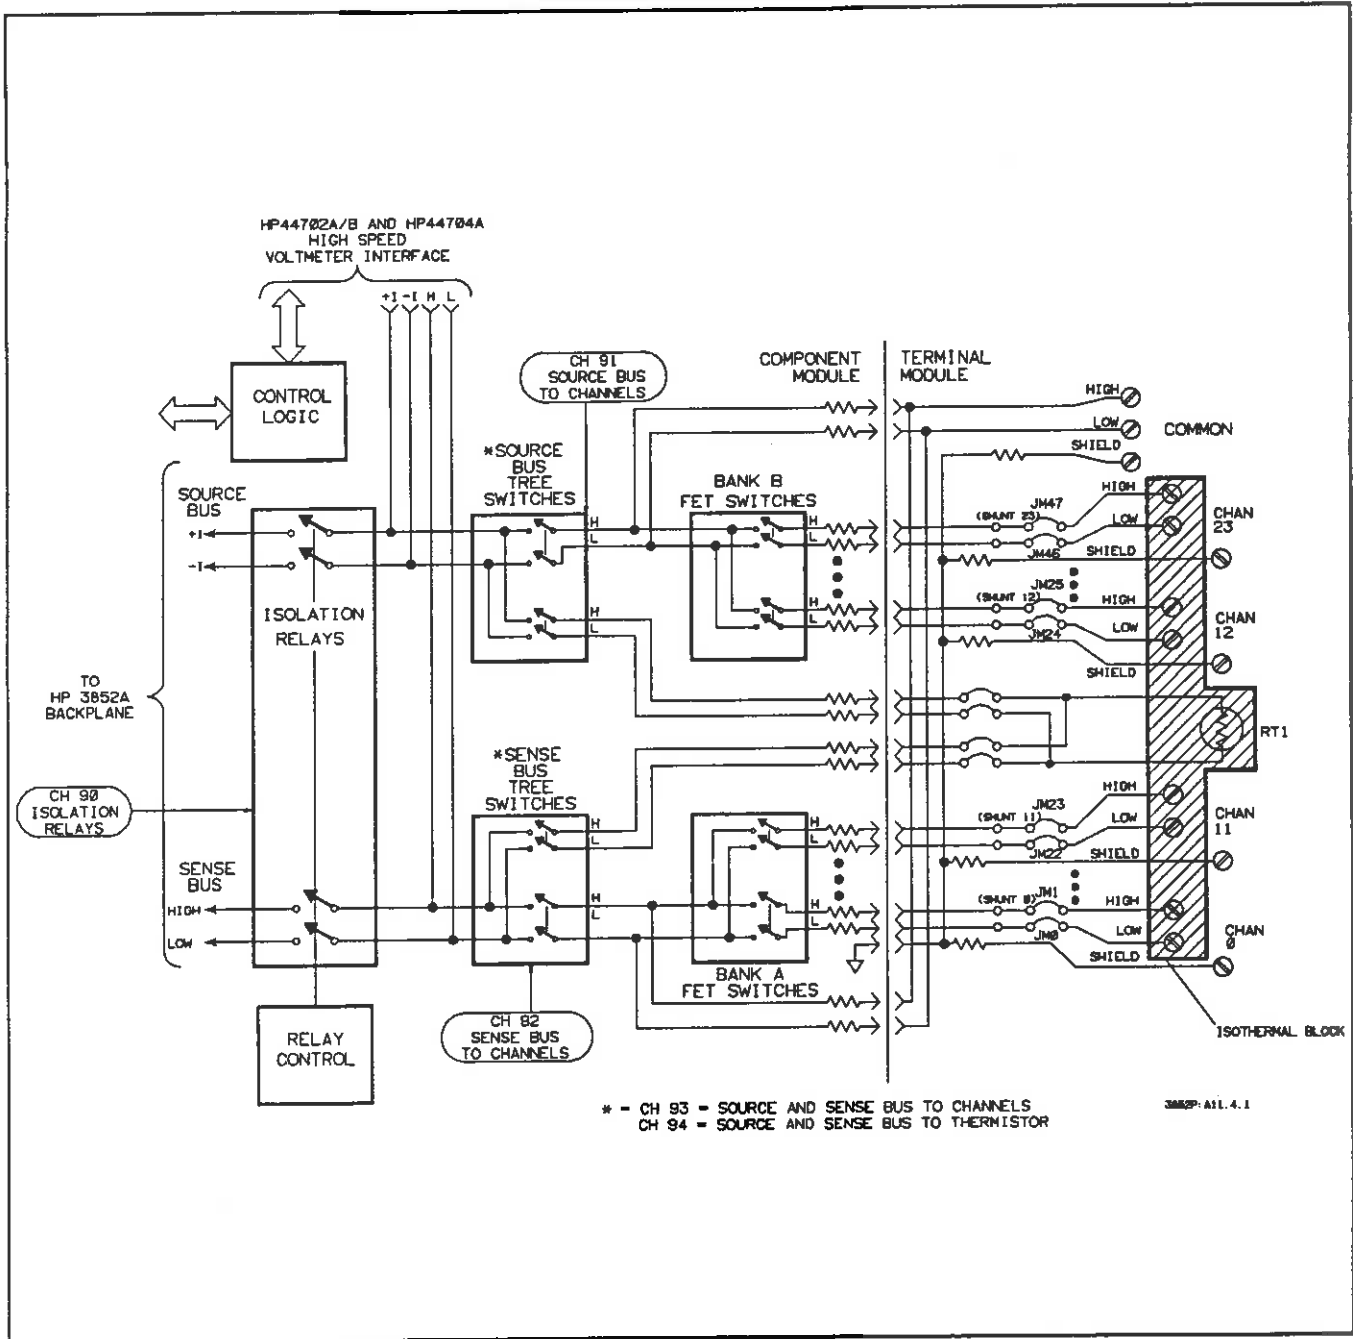 HP44702A/B AND HP44704A
HIGH SPEED
VOLTMETER INTERFACE
+I -I H L
CONTROL
LOGIC
CH 91
SOURCE BUS
TO CHANNELS
COMPONENT
MODULE
TERMINAL
MODULE
HIGH
LOW
SHIELD
COMMON
*SOURCE
BUS
TREE
SWITCHES
BANK B
FET SWITCHES
SOURCE
BUS
+I
-I
ISOLATION
RELAYS
H
L
H
L
H
L
H
L
JM47
(SHUNT 23)
JM46
HIGH
LOW
SHIELD
CHAN
23
JM25
(SHUNT 12)
JM24
HIGH
LOW
SHIELD
CHAN
12
TO
HP 3852A
BACKPLANE
RT1
*SENSE
BUS
TREE
SWITCHES
CH 90
ISOLATION
RELAYS
H
L
H
L
H
L
H
L
JM23
(SHUNT 11)
JM22
HIGH
LOW
SHIELD
CHAN
11
SENSE
BUS
HIGH
LOW
JM1
(SHUNT 0)
JM0
HIGH
LOW
SHIELD
CHAN
0
BANK A
FET SWITCHES
RELAY
CONTROL
CH 92
SENSE BUS
TO CHANNELS
ISOTHERMAL BLOCK
* - CH 93 = SOURCE AND SENSE BUS TO CHANNELS
CH 94 = SOURCE AND SENSE BUS TO THERMISTOR
3852P:A11.4.1